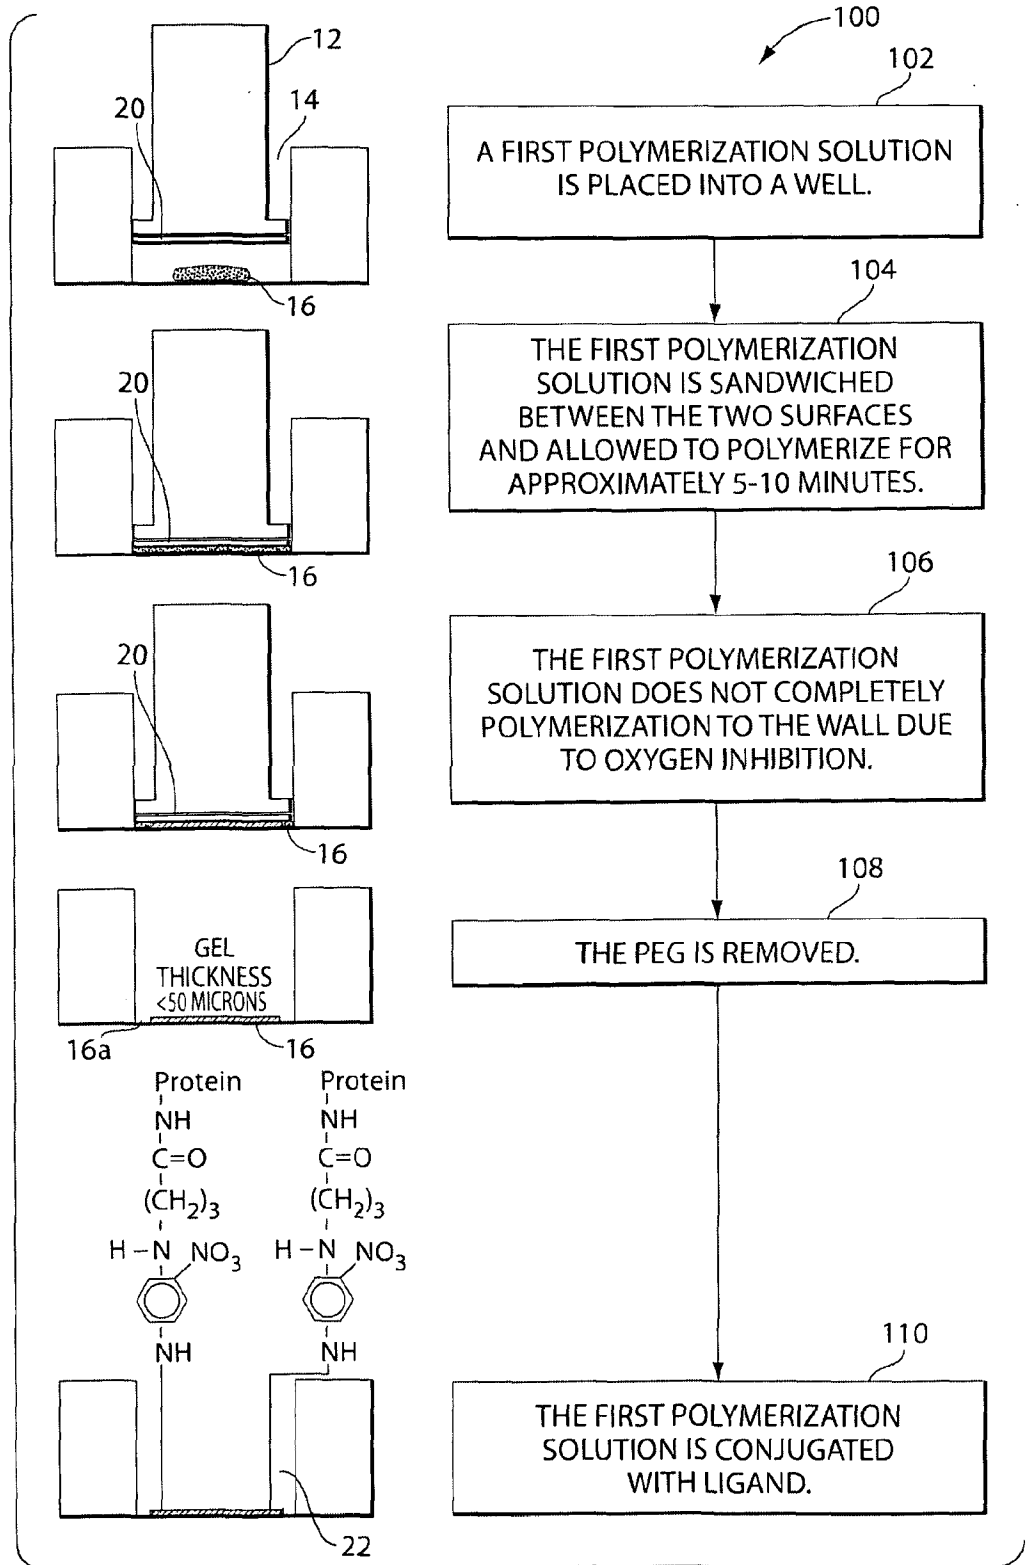 100
12
14
20
16
102
A FIRST POLYMERIZATION SOLUTION
IS PLACED INTO A WELL.
20
16
104
THE FIRST POLYMERIZATION
SOLUTION IS SANDWICHED
BETWEEN THE TWO SURFACES
AND ALLOWED TO POLYMERIZE FOR
APPROXIMATELY 5-10 MINUTES.
20
16
106
THE FIRST POLYMERIZATION
SOLUTION DOES NOT COMPLETELY
POLYMERIZATION TO THE WALL DUE
TO OXYGEN INHIBITION.
GEL
THICKNESS
<50 MICRONS
16a
16
108
THE PEG IS REMOVED.
Protein
NH
C=O
(CH2)3
H-N NO3
NH
Protein
NH
C=O
(CH2)3
H-N NO3
NH
22
110
THE FIRST POLYMERIZATION
SOLUTION IS CONJUGATED
WITH LIGAND.